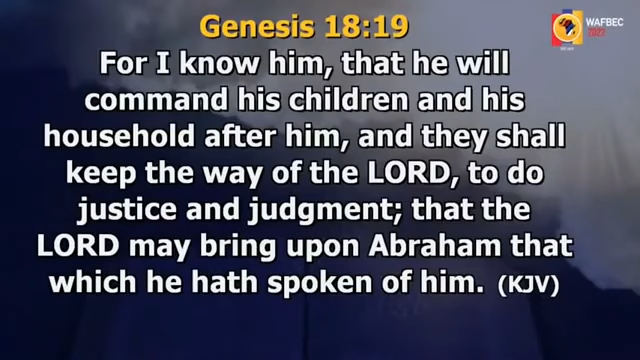 Genesis 18:19
WAFBEC
2022
For I know him, that he will
command his children and his
household after him, and they shall
keep the way of the LORD, to do
justice and judgment; that the
LORD may bring upon Abraham that
which he hath spoken of him. (KJV)